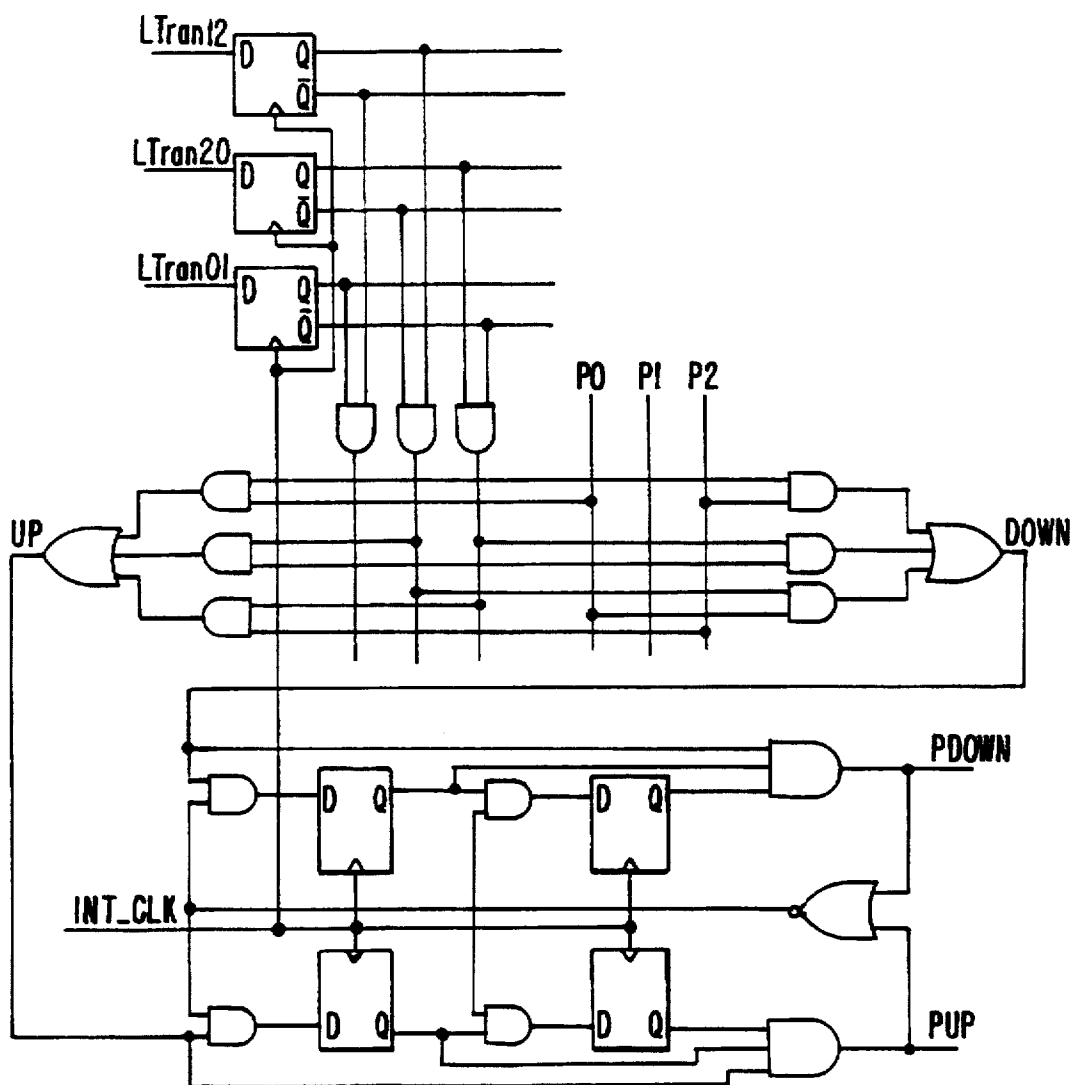 LTran12
D Q
Q̅
LTran20
D Q
Q̅
LTran01
D Q
Q̅
P0 P1 P2
UP
DOWN
PDOWN
D Q
D Q
INT_CLK
D Q
D Q
PUP